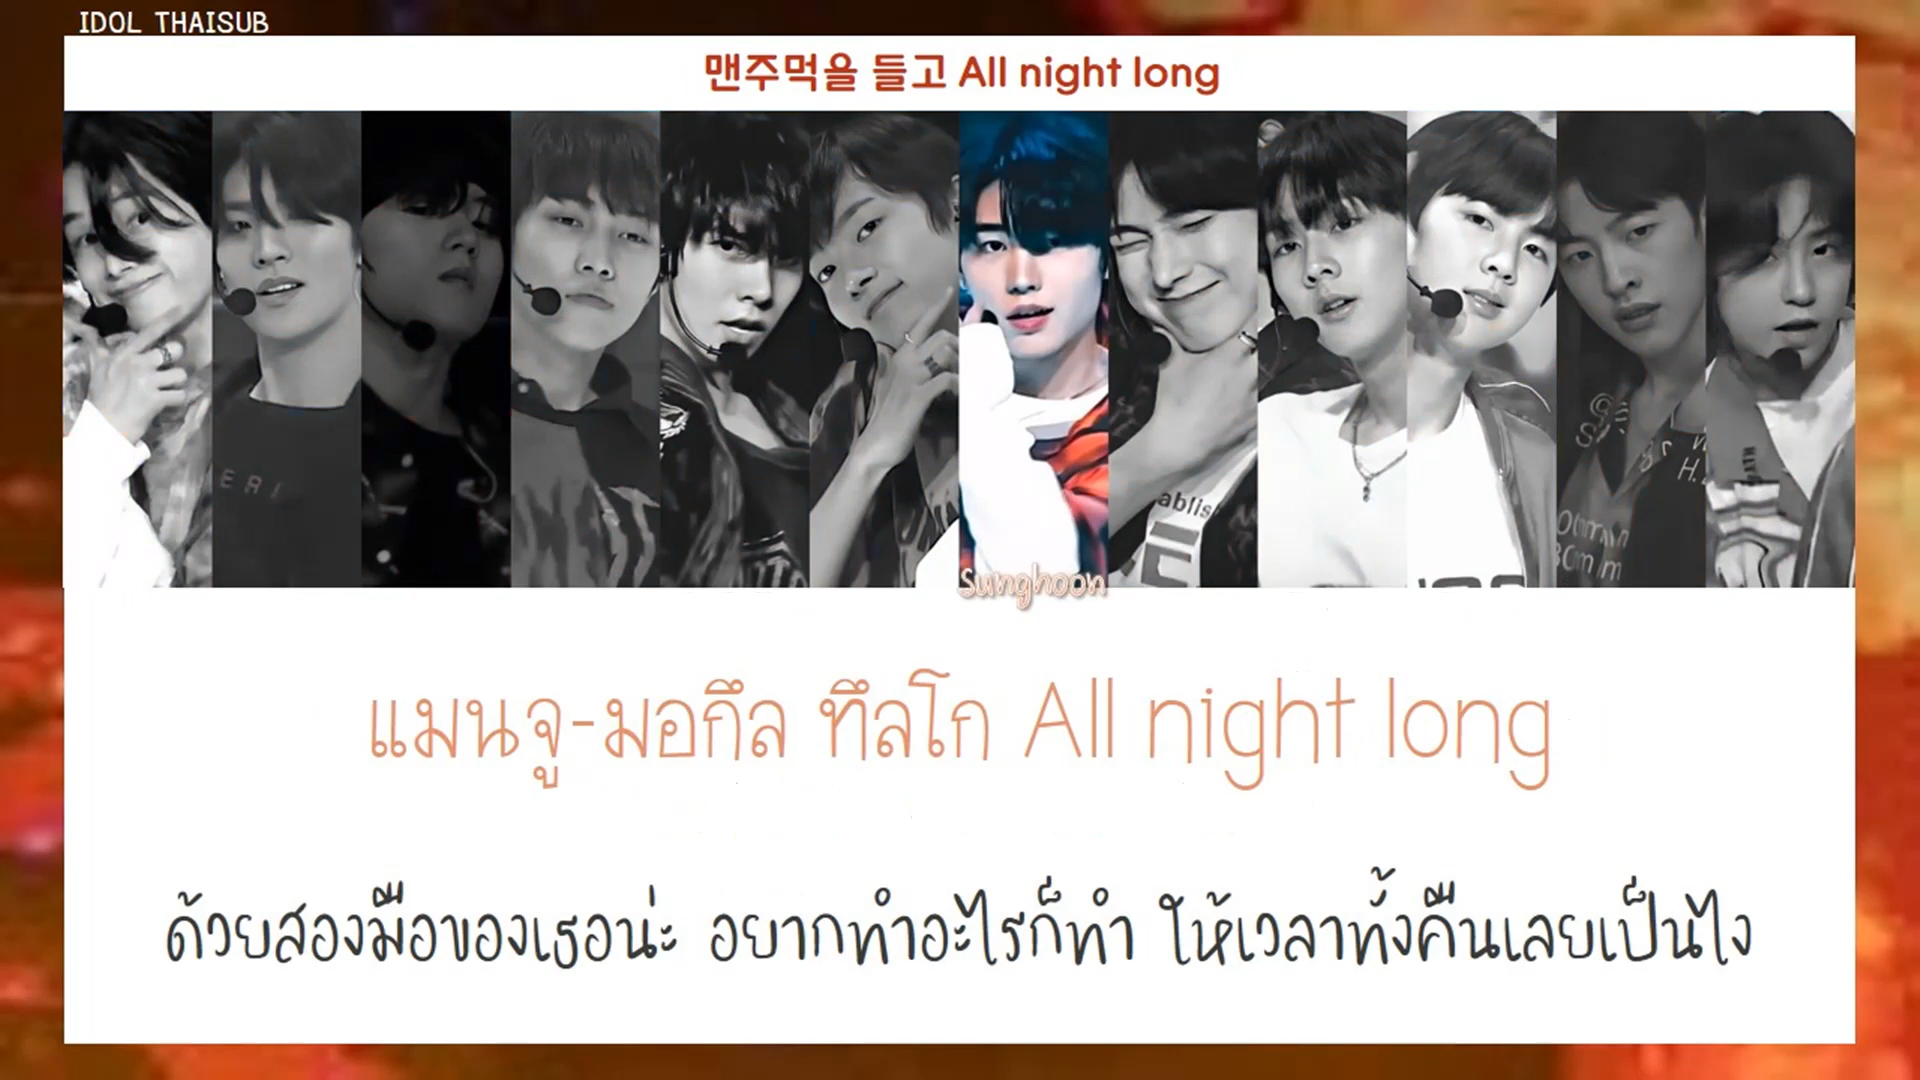 IDOL THAISUB
맨주먹을 들고 All night long
ERI
ablis
E
H.
Sunghoon
แมนจู-มอกึล ทึลโก All night long
ด้วยสองมือของเธอน่ะ อยากทำอะไรก็ทำ ให้เวลาทั้งคืนเลยเป็นไง